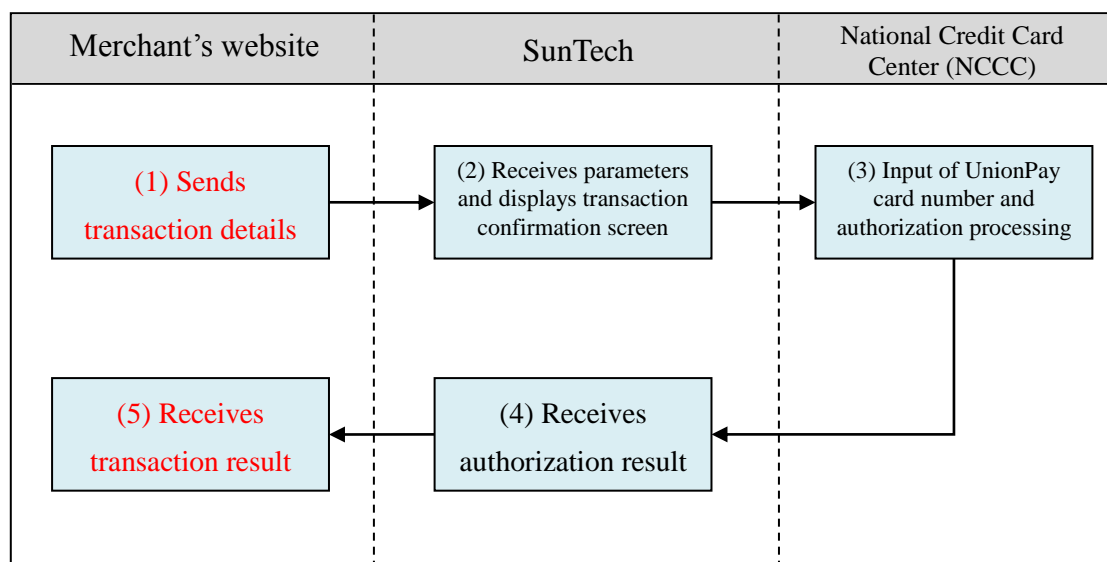 Merchant’s website
SunTech
National Credit Card
Center (NCCC)
(1) Sends
transaction details
(2) Receives parameters
and displays transaction
confirmation screen
(3) Input of UnionPay
card number and
authorization processing
(5) Receives
transaction result
(4) Receives
authorization result